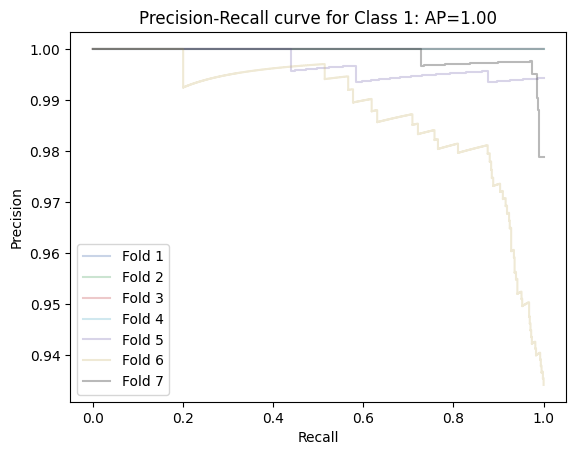 Precision-Recall curve for Class 1: AP=1.00
1.00
0.99
0.98
0.97
0.96
0.95
0.94
Precision
Fold 1
Fold 2
Fold 3
Fold 4
Fold 5
Fold 6
Fold 7
0.0 0.2 0.4 0.6 0.8 1.0
Recall